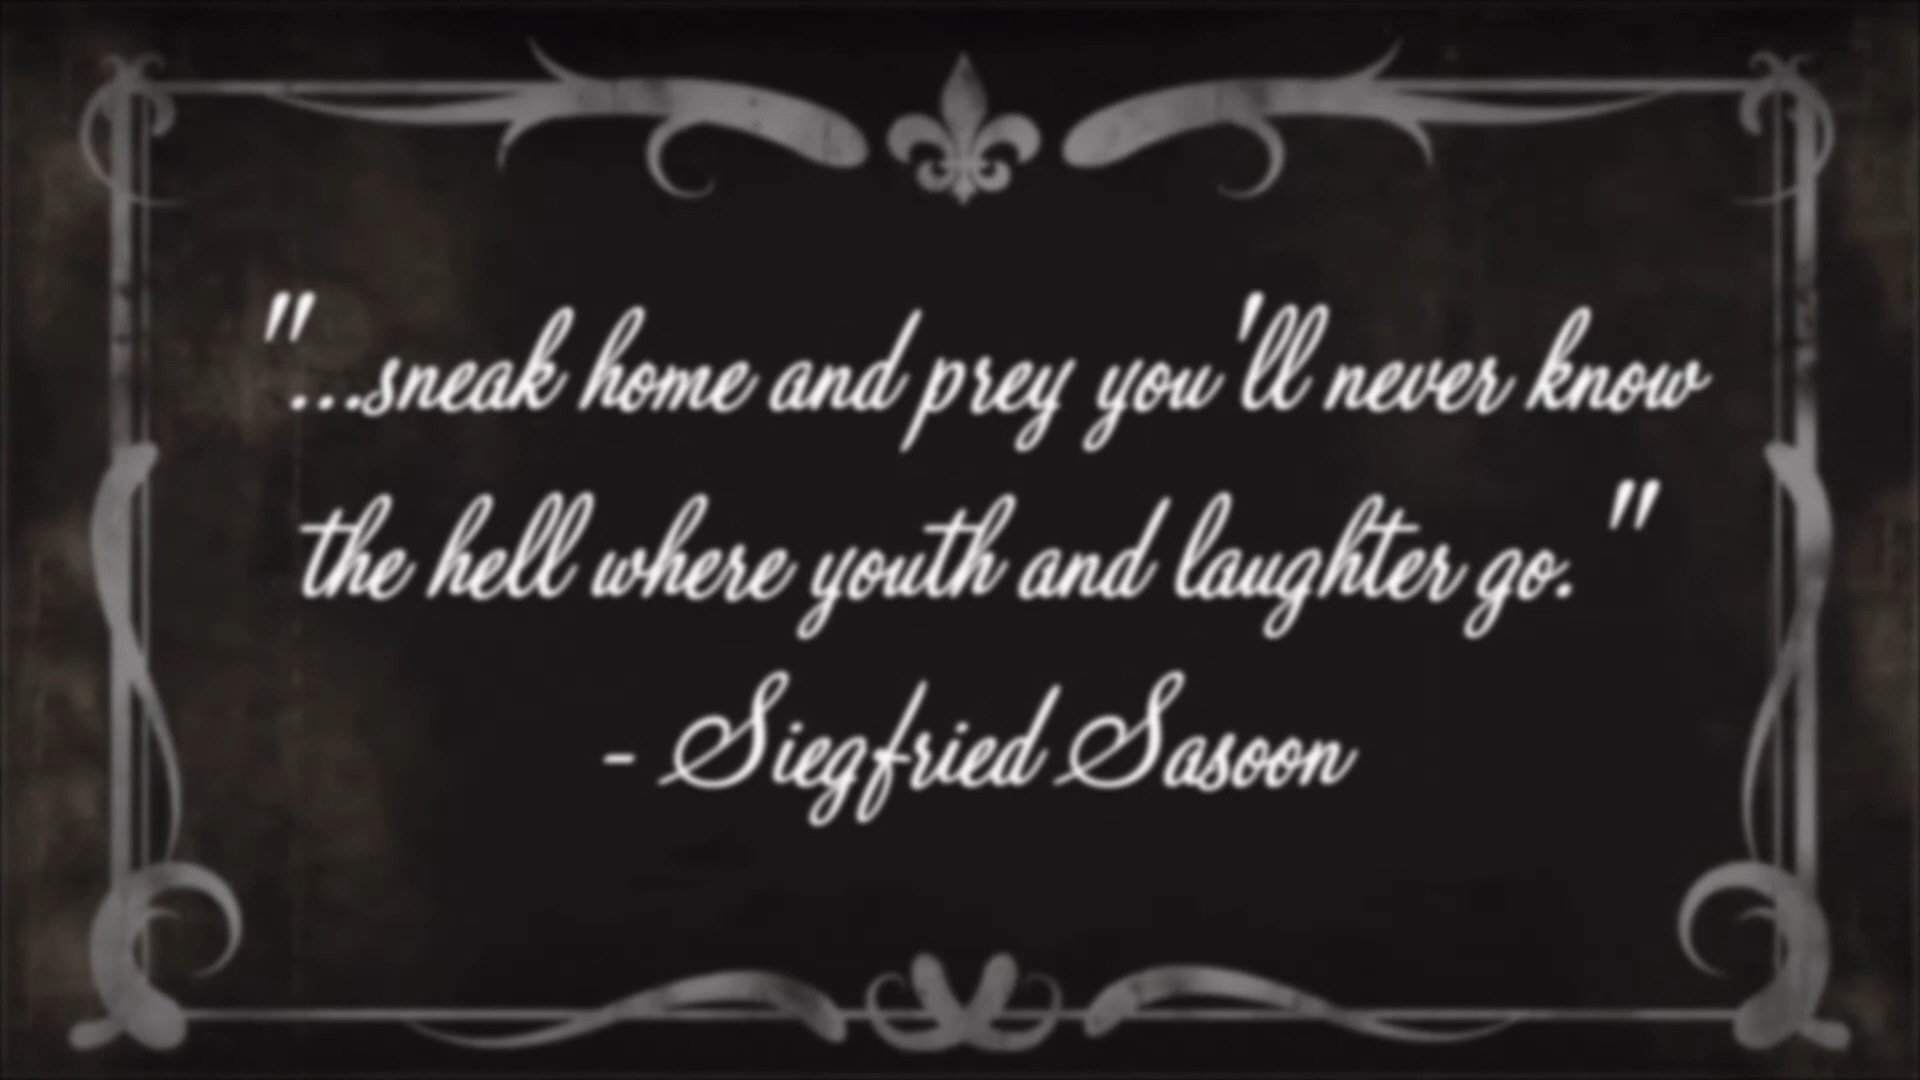 "...sneak home and prey you'll never know
the hell where youth and laughter go."
- Siegfried Sasoon